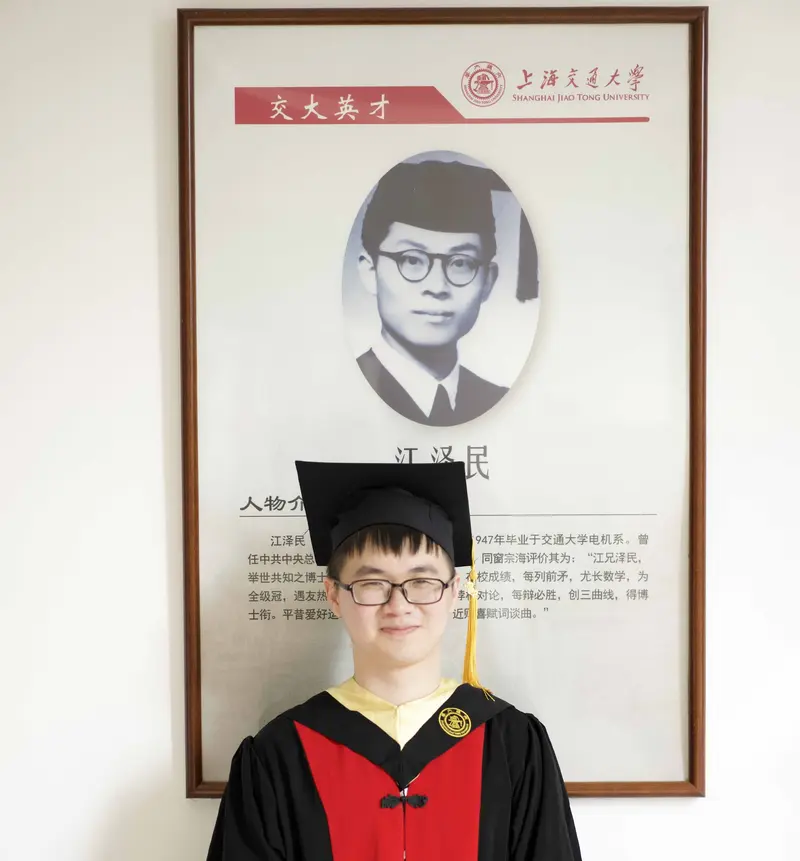 上海交通大学
SHANGHAI JIAO TONG UNIVERSITY
交大英才
江泽民
人物介
江泽民 947年毕业于交通大学电机系。曾
任中共中央总 同窗宗海评价其为：“江兄泽民，
举世共知之博士 在校成绩，每列前矛，尤长数学，为
全级冠，遇友热 对论，每辩必胜，创三曲线，得博
士衔。平昔爱好 近则喜赋词谈曲。”